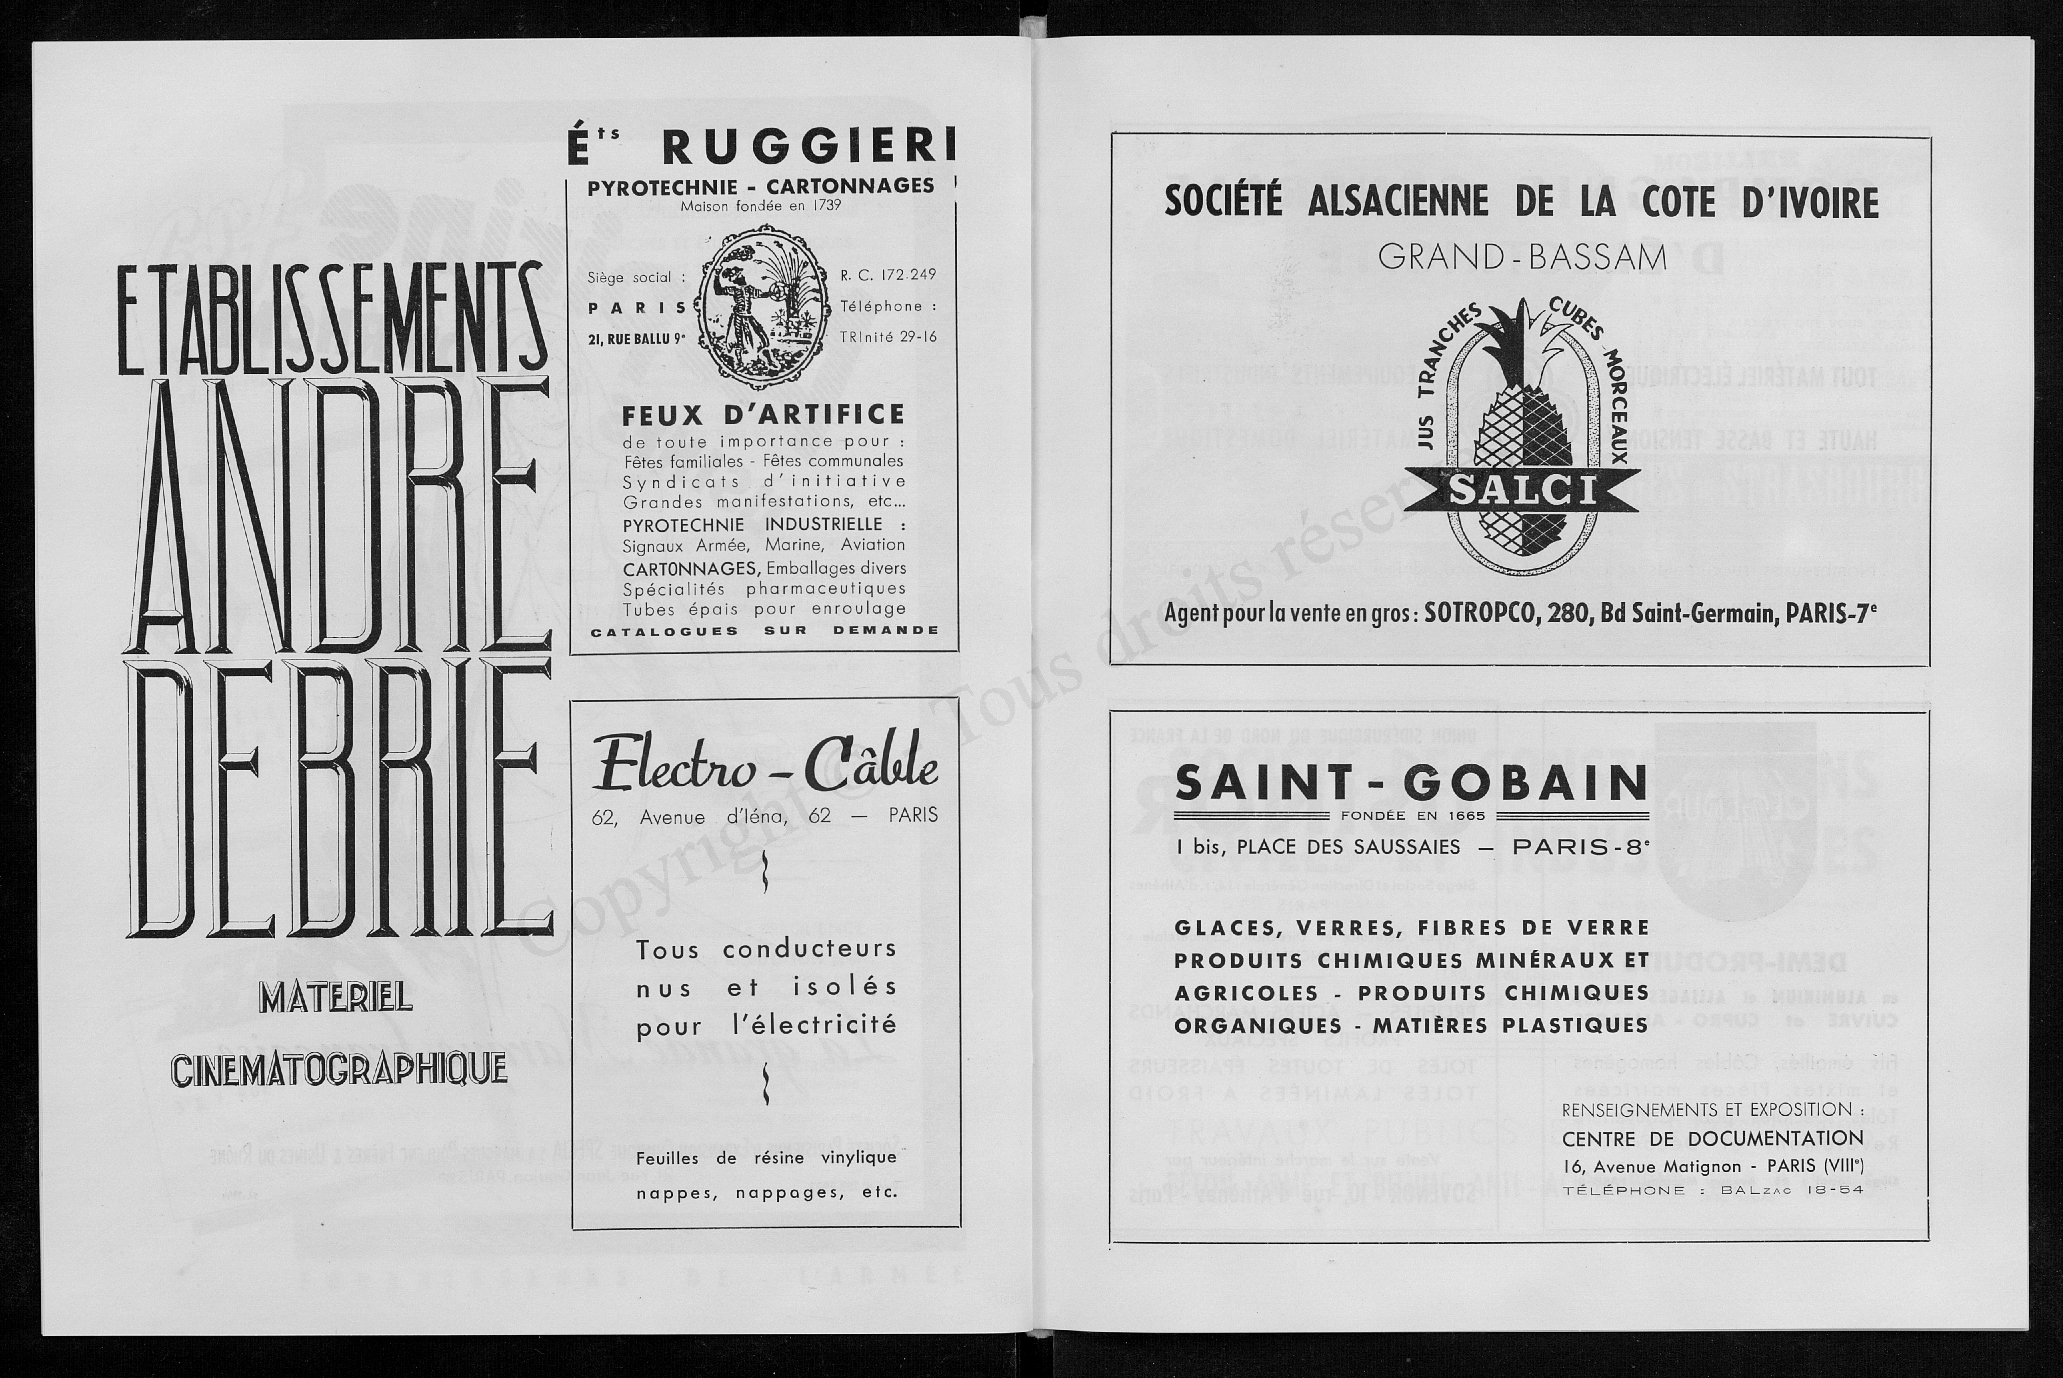 ETABLISSEMENTS
ANDRE
DEBRIE
MATERIEL
CINEMATOGRAPHIQUE
Éts RUGGIERI
PYROTECHNIE - CARTONNAGES
Maison fondée en 1739
Siège social :
PARIS
21, RUE BALLU 9e
R. C. 172.249
Téléphone :
TRInité 29-16
FEUX D'ARTIFICE
de toute importance pour :
Fêtes familiales - Fêtes communales
Syndicats d'initiative
Grandes manifestations, etc...
PYROTECHNIE INDUSTRIELLE :
Signaux Armée, Marine, Aviation
CARTONNAGES, Emballages divers
Spécialités pharmaceutiques
Tubes épais pour enroulage
CATALOGUES SUR DEMANDE
Electro - Câble
62, Avenue d'Iéna, 62 — PARIS
Tous conducteurs
nus et isolés
pour l'électricité
Feuilles de résine vinylique
nappes, nappages, etc.
SOCIÉTÉ ALSACIENNE DE LA COTE D'IVOIRE
GRAND-BASSAM
JUS TRANCHES CUBES MORCEAUX
SALCI
Agent pour la vente en gros : SOTROPCO, 280, Bd Saint-Germain, PARIS-7e
SAINT-GOBAIN
FONDÉE EN 1665
1 bis, PLACE DES SAUSSAIES — PARIS-8e
GLACES, VERRES, FIBRES DE VERRE
PRODUITS CHIMIQUES MINÉRAUX ET
AGRICOLES - PRODUITS CHIMIQUES
ORGANIQUES - MATIÈRES PLASTIQUES
RENSEIGNEMENTS ET EXPOSITION :
CENTRE DE DOCUMENTATION
16, Avenue Matignon - PARIS (VIIIe)
TÉLÉPHONE : BALZAC 18-54
Copyright © Tous droits réser